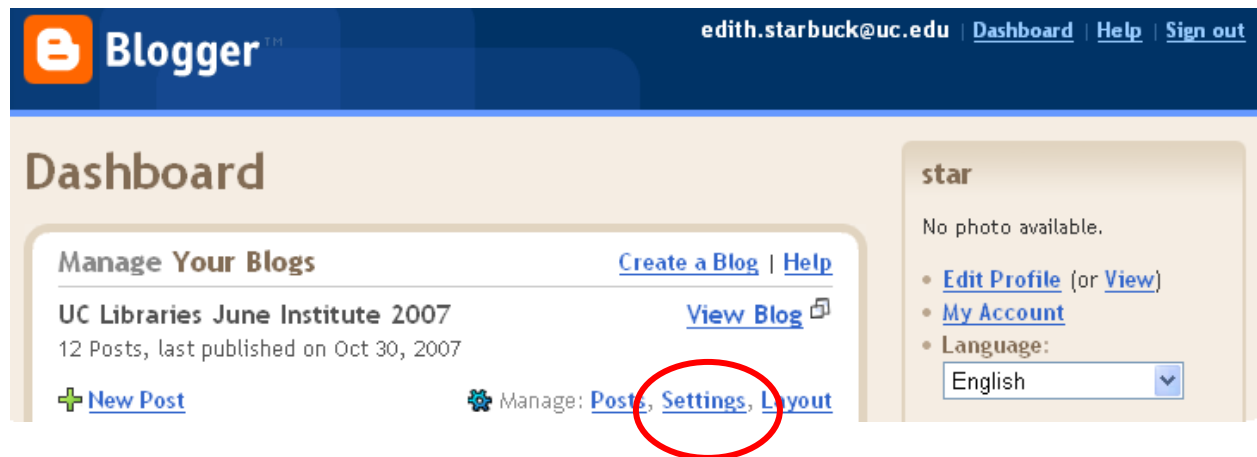 Blogger™
edith.starbuck@uc.edu | Dashboard | Help | Sign out
Dashboard
Manage Your Blogs
Create a Blog | Help
UC Libraries June Institute 2007
View Blog
12 Posts, last published on Oct 30, 2007
New Post
Manage: Posts, Settings, Layout
star
No photo available.
• Edit Profile (or View)
• My Account
• Language:
English